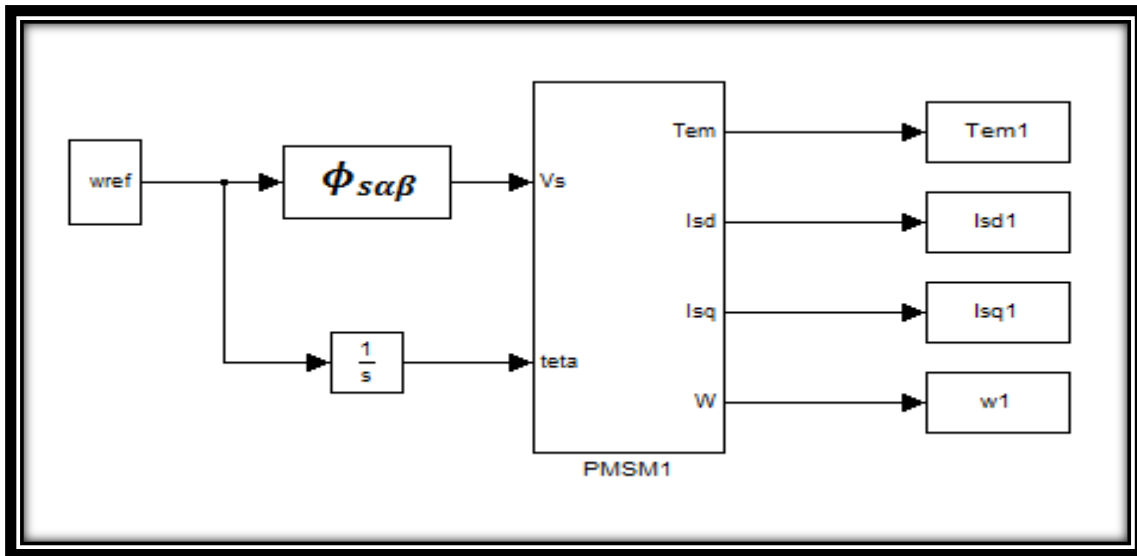 wref
ϕsαβ
1
s
Vs
teta
Tem
Isd
Isq
W
PMSM1
Tem1
Isd1
Isq1
w1